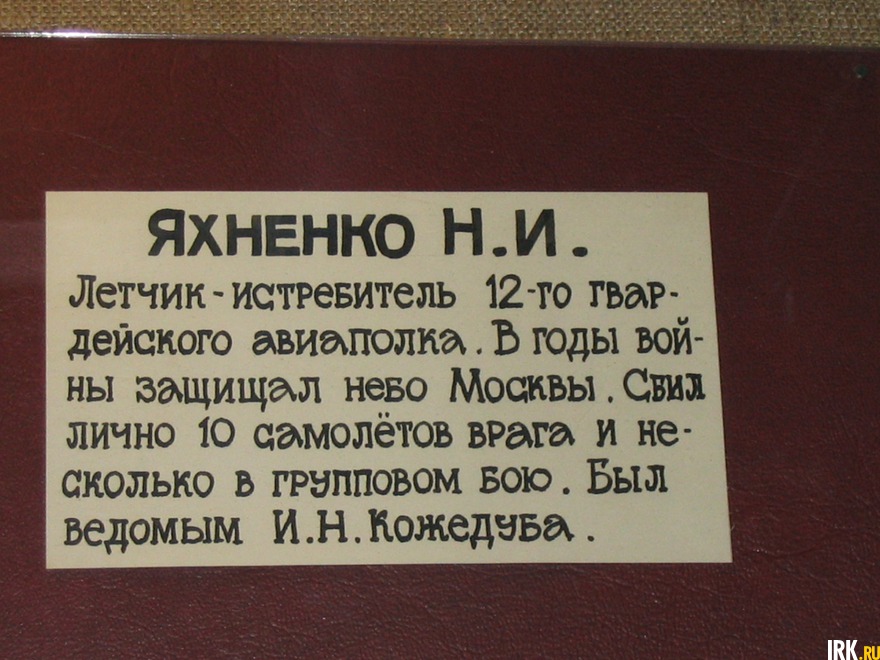 ЯХНЕНКО Н.И.
Летчик-истребитель 12-го гвар-
дейского авиаполка. В годы вой-
ны защищал небо Москвы. Сбил
лично 10 самолётов врага и не-
сколько в групповом бою. Был
ведомым И.Н.Кожедуба.
IRK.RU